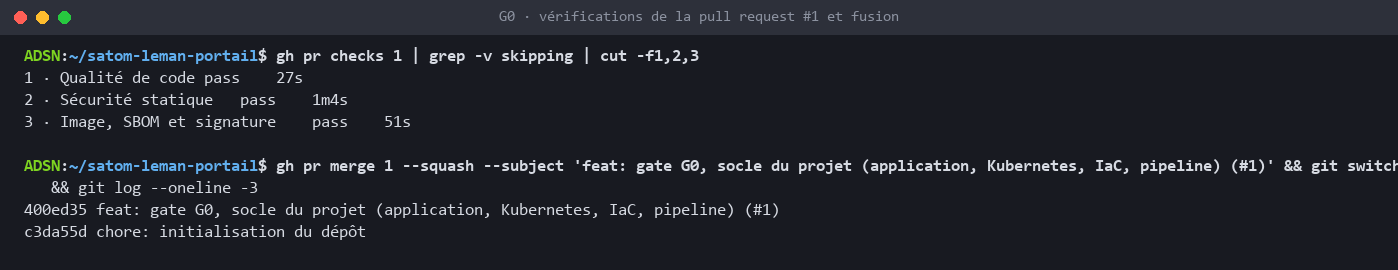 G0 · vérifications de la pull request #1 et fusion
ADSN:~/satom-leman-portail$ gh pr checks 1 | grep -v skipping | cut -f1,2,3
1 · Qualité de code pass    27s
2 · Sécurité statique   pass    1m4s
3 · Image, SBOM et signature    pass    51s
ADSN:~/satom-leman-portail$ gh pr merge 1 --squash --subject 'feat: gate G0, socle du projet (application, Kubernetes, IaC, pipeline) (#1)' && git switch
&& git log --oneline -3
400ed35 feat: gate G0, socle du projet (application, Kubernetes, IaC, pipeline) (#1)
c3da55d chore: initialisation du dépôt